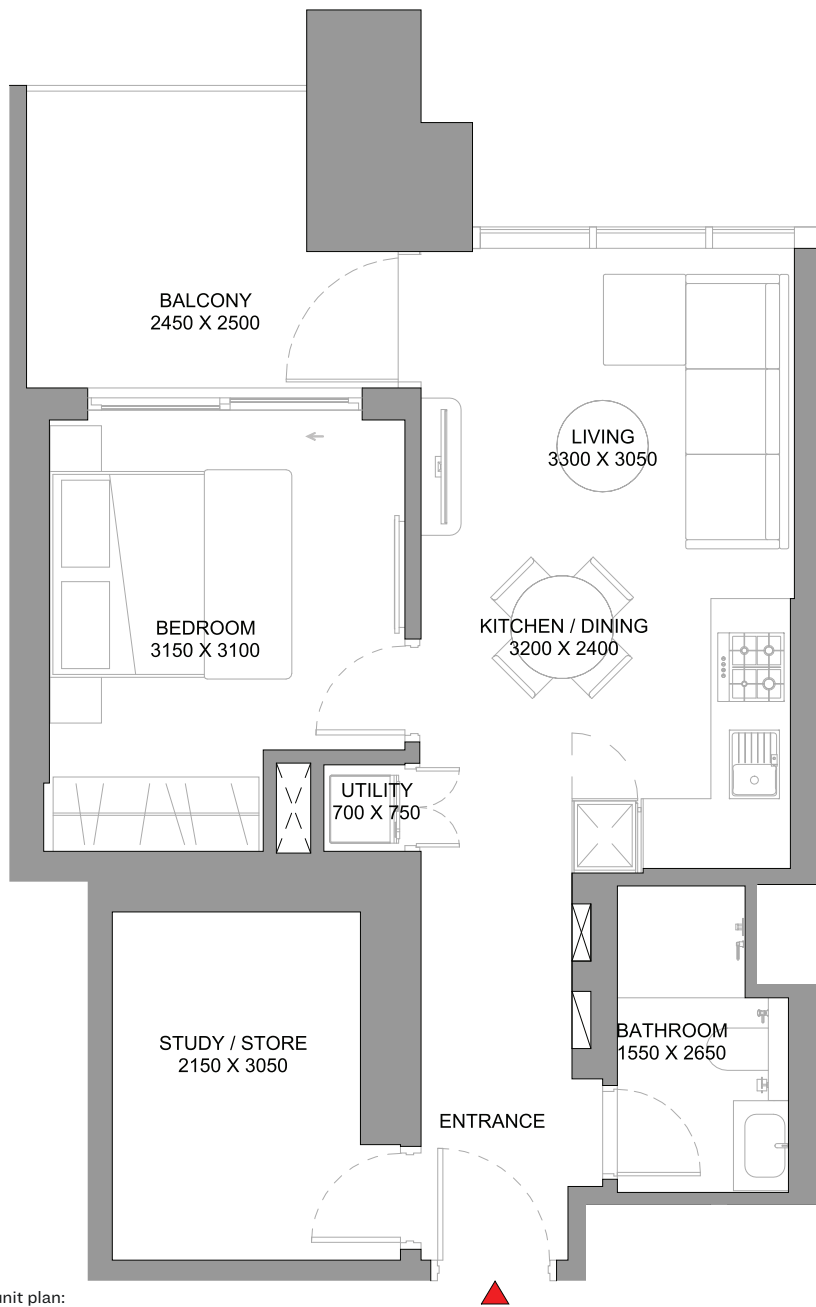 BALCONY
2450 X 2500
LIVING
3300 X 3050
BEDROOM
3150 X 3100
KITCHEN / DINING
3200 X 2400
UTILITY
700 X 750
STUDY / STORE
2150 X 3050
BATHROOM
1550 X 2650
ENTRANCE
unit plan: